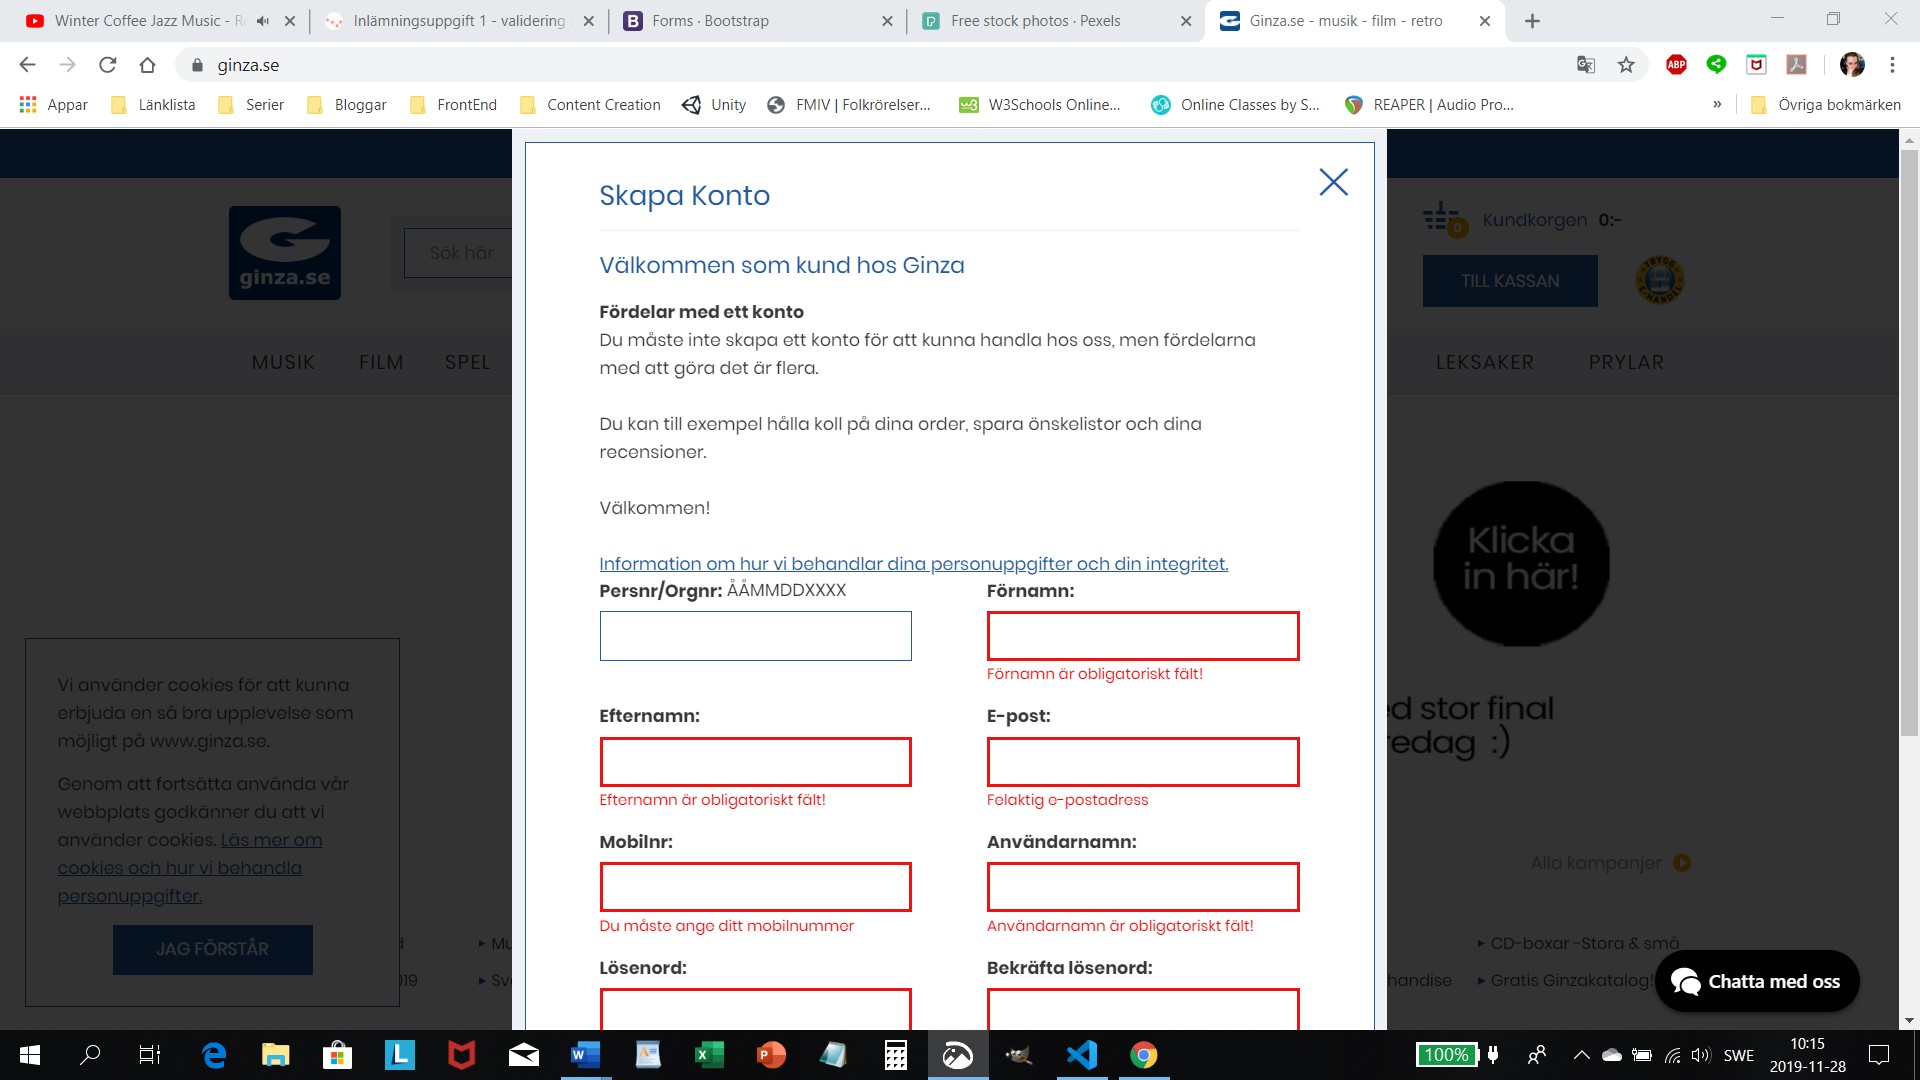 Winter Coffee Jazz Music - R
Inlämningsuppgift 1 - validering
Forms · Bootstrap
Free stock photos · Pexels
Ginza.se - musik - film - retro
ginza.se
ABP
Appar
Länklista
Serier
Bloggar
FrontEnd
Content Creation
Unity
FMIV | Folkrörelser...
W3Schools Online...
Online Classes by S...
REAPER | Audio Pro...
»
Övriga bokmärken
ginza.se
Sök här
Kundkorgen 0:-
0
TILL KASSAN
TRYGG E-HANDEL
MUSIK
FILM
SPEL
LEKSAKER
PRYLAR
Skapa Konto
Välkommen som kund hos Ginza
Fördelar med ett konto
Du måste inte skapa ett konto för att kunna handla hos oss, men fördelarna
med att göra det är flera.
Du kan till exempel hålla koll på dina order, spara önskelistor och dina
recensioner.
Välkommen!
Information om hur vi behandlar dina personuppgifter och din integritet.
Persnr/Orgnr: ÅÅMMDDXXXX
Förnamn:
Förnamn är obligatoriskt fält!
Efternamn:
E-post:
Efternamn är obligatoriskt fält!
Felaktig e-postadress
Mobilnr:
Användarnamn:
Du måste ange ditt mobilnummer
Användarnamn är obligatoriskt fält!
Lösenord:
Bekräfta lösenord:
Klicka
in här!
d stor final
redag :)
Alla kampanjer
Vi använder cookies för att kunna
erbjuda en så bra upplevelse som
möjligt på www.ginza.se.
Genom att fortsätta använda vår
webbplats godkänner du att vi
använder cookies. Läs mer om
cookies och hur vi behandla
personuppgifter.
JAG FÖRSTÅR
d
Mu
019
Sv
CD-boxar -Stora & små
handise
Gratis Ginzakatalog!
Chatta med oss
100%
SWE
10:15
2019-11-28